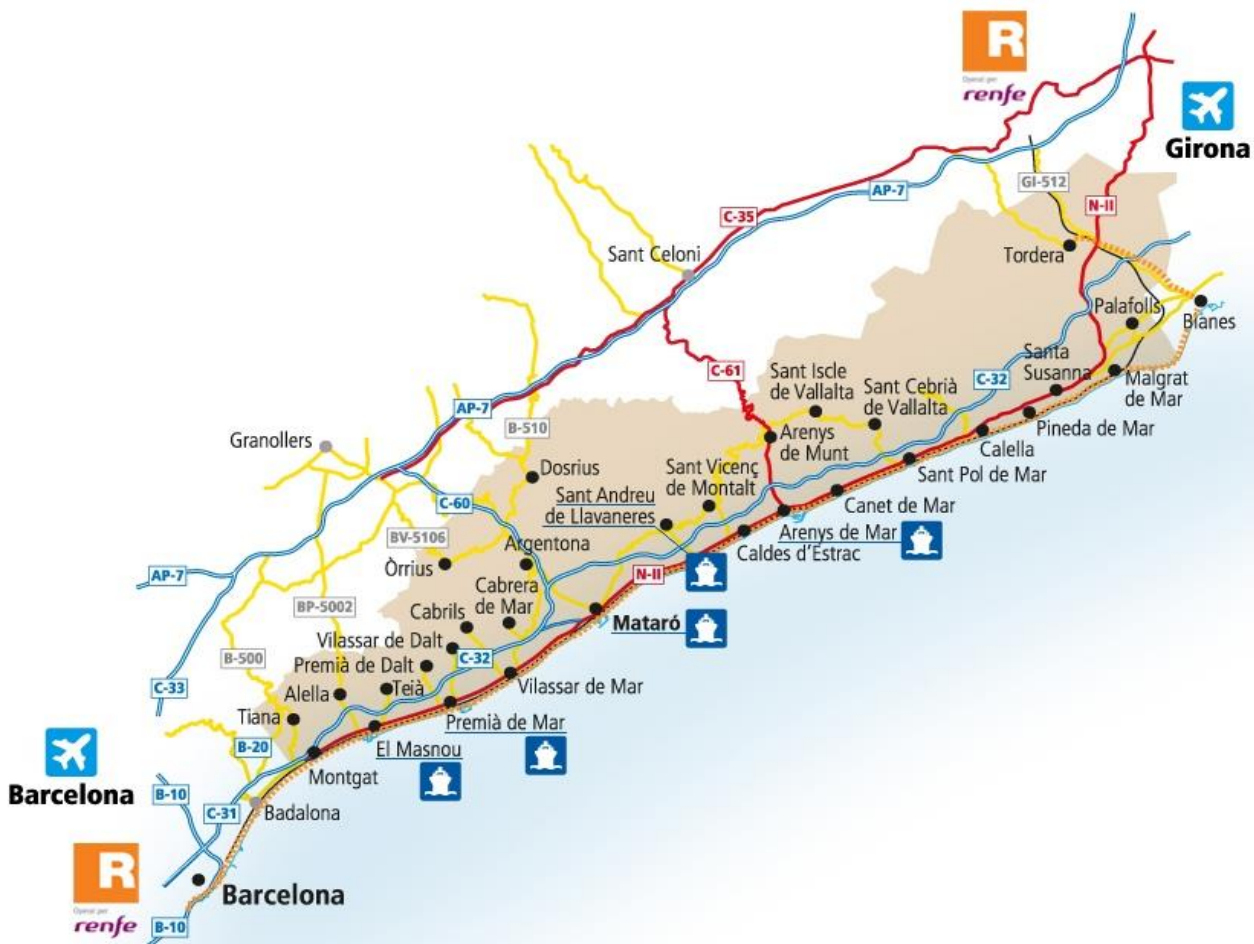 R
Operat per
renfe
Girona
GI-512
AP-7
N-II
C-35
Sant Celoni
Tordera
Palafolls
Blanes
Santa
Susanna
Malgrat
de Mar
C-61
Sant Iscle
de Vallalta
Sant Cebrià
de Vallalta
C-32
Pineda de Mar
AP-7
B-510
Granollers
Arenys
de Munt
Calella
Sant Pol de Mar
Dosrius
Sant Vicenç
de Montalt
Canet de Mar
C-60
Sant Andreu
de Llavaneres
Arenys de Mar
Caldes d'Estrac
BV-5106
Argentona
Òrrius
AP-7
N-II
BP-5002
Cabrera
de Mar
Cabrils
Mataró
Vilassar de Dalt
B-500
Premià de Dalt
C-32
C-33
Alella
Teià
Vilassar de Mar
Tiana
Premià de Mar
B-20
El Masnou
Montgat
Barcelona
B-10
C-31
Badalona
R
Operat per
renfe
Barcelona
B-10